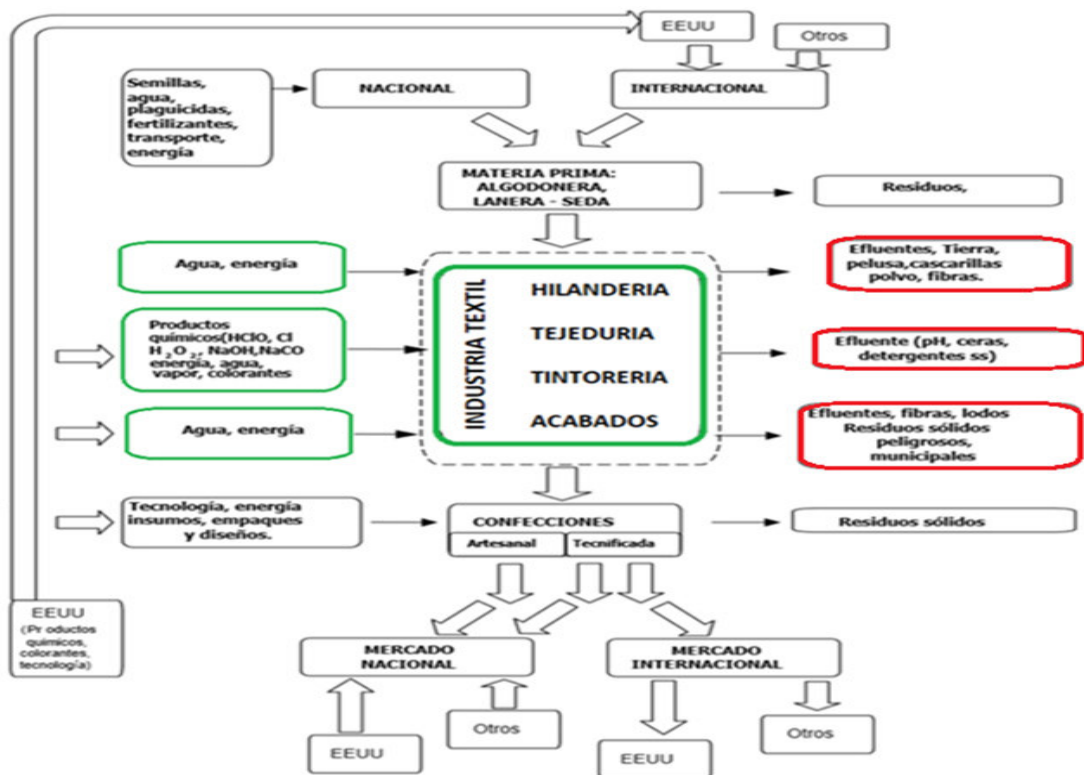 EEUU
Otros
Semillas,
agua,
plaguicidas,
fertilizantes,
transporte,
energía
NACIONAL
INTERNACIONAL
MATERIA PRIMA:
ALGODONERA,
LANERA - SEDA
Residuos,
Agua, energía
INDUSTRIA TEXTIL
HILANDERIA
TEJEDURIA
TINTORERIA
ACABADOS
Efluentes, Tierra,
pelusa,cascarillas
polvo, fibras.
Productos
químicos(HClO, Cl
H₂O₂, NaOH,NaCO
energía, agua,
vapor, colorantes
Efluente (pH, ceras,
detergentes ss)
Agua, energía
Efluentes, fibras, lodos
Residuos sólidos
peligrosos,
municipales
Tecnología, energía
insumos, empaques
y diseños.
CONFECCIONES
Artesanal
Tecnificada
Residuos sólidos
EEUU
(Pr oductos
químicos,
colorantes,
tecnología)
MERCADO
NACIONAL
MERCADO
INTERNACIONAL
EEUU
Otros
EEUU
Otros